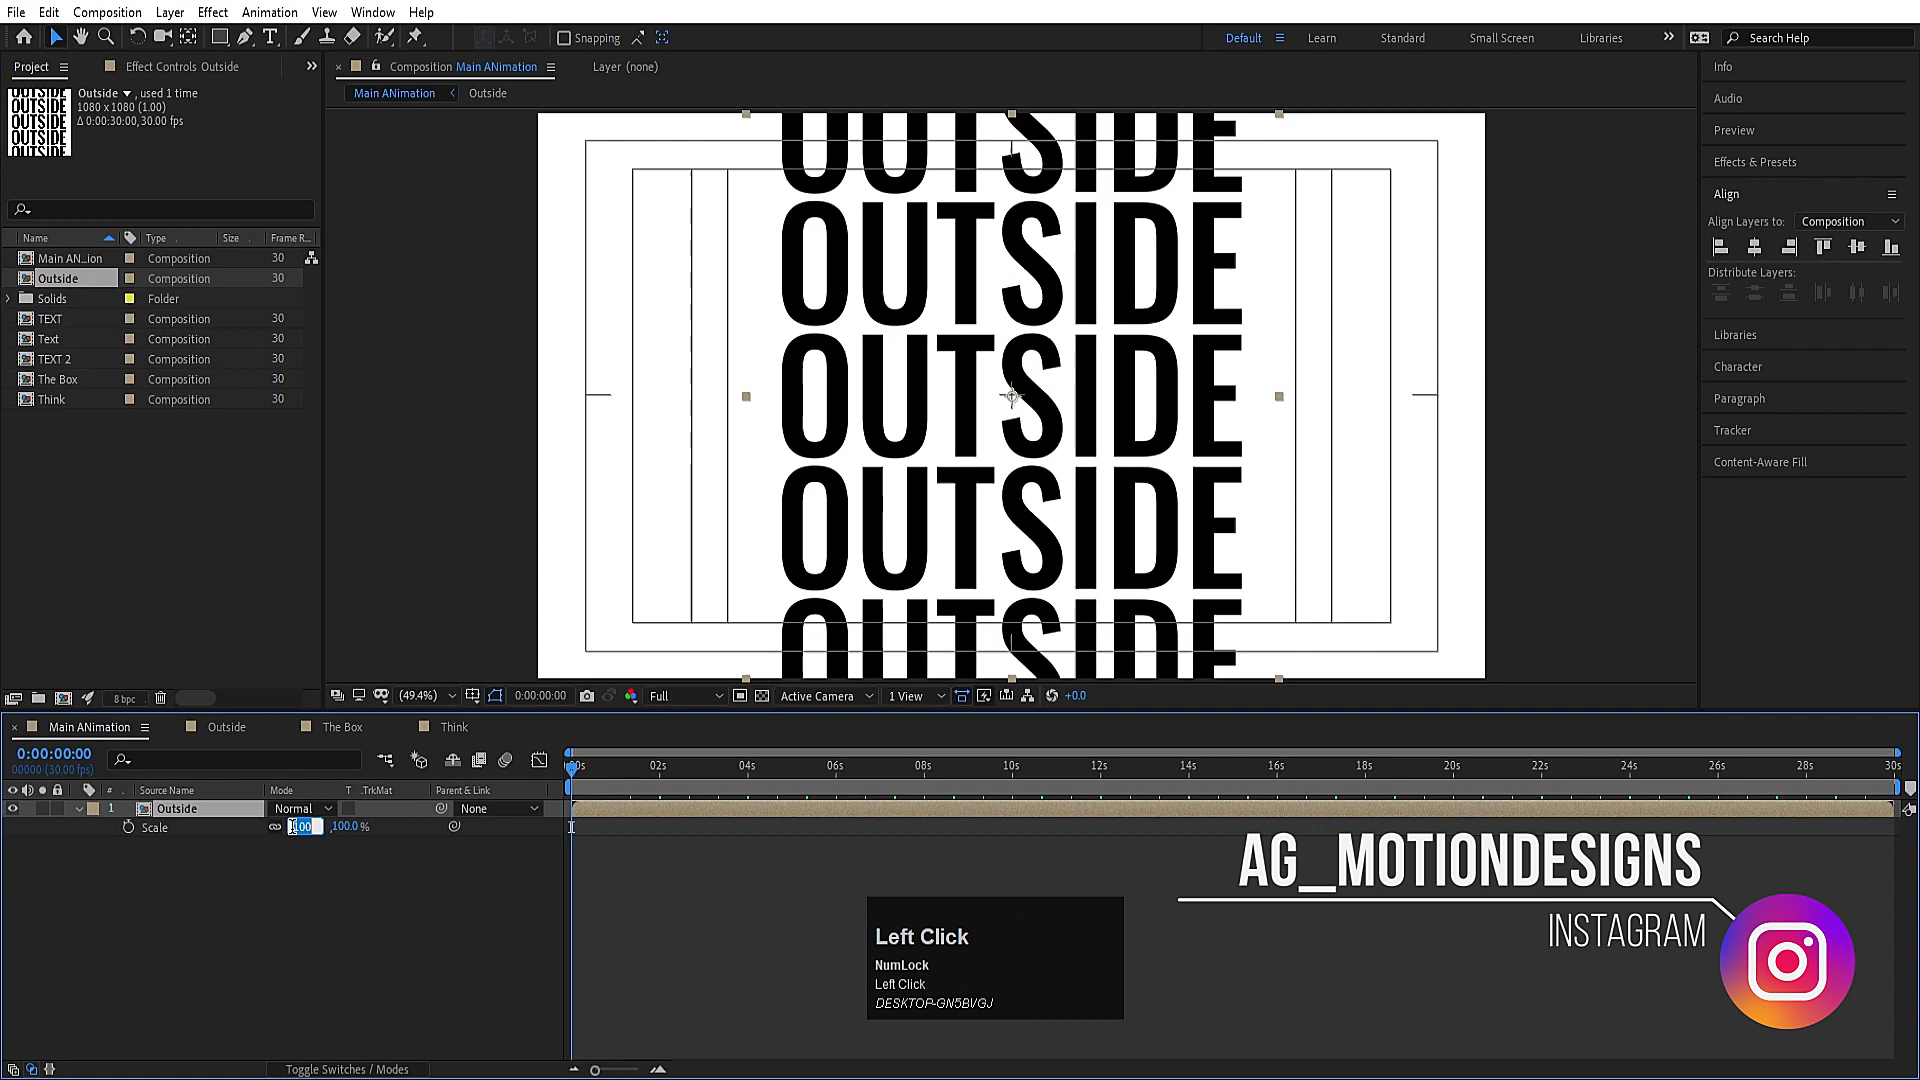 File Edit Composition Layer Effect Animation View Window Help
Snapping
Default Learn Standard Small Screen Libraries Search Help
Project Effect Controls Outside
Composition Main ANimation Layer (none)
Main ANimation Outside
Outside , used 1 time
1080 x 1080 (1.00)
Δ 0:00:30:00, 30.00 fps
OUTSIDE
OUTSIDE
OUTSIDE
OUTSIDE
OUTSIDE
Name Type Size Frame R...
Main AN...ion Composition 30
Outside Composition 30
Solids Folder
TEXT Composition 30
Text Composition 30
TEXT 2 Composition 30
The Box Composition 30
Think Composition 30
8 bpc
OUTSIDE
OUTSIDE
OUTSIDE
OUTSIDE
OUTSIDE
(49.4%) 0:00:00:00 Full Active Camera 1 View +0.0
Info
Audio
Preview
Effects & Presets
Align
Align Layers to: Composition
Distribute Layers:
Libraries
Character
Paragraph
Tracker
Content-Aware Fill
Main ANimation Outside The Box Think
0:00:00:00
00000 (30.00 fps)
:00s 02s 04s 06s 08s 10s 12s 14s 16s 18s 20s 22s 24s 26s 28s 30s
# Source Name Mode T .TrkMat Parent & Link
1 Outside Normal None
Scale 100 ,100.0 %
Toggle Switches / Modes
Left Click
NumLock
Left Click
DESKTOP-GN5BVGJ
AG_MOTIONDESIGNS
INSTAGRAM